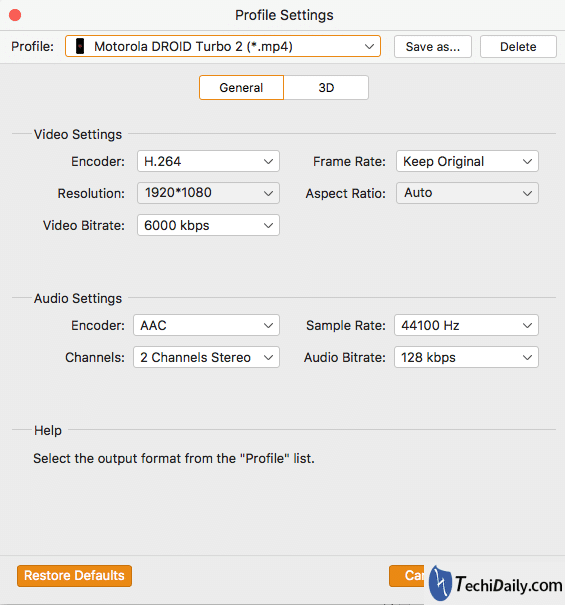 Profile Settings
Profile: Motorola DROID Turbo 2 (*.mp4) Save as... Delete
General 3D
Video Settings
Encoder: H.264 Frame Rate: Keep Original
Resolution: 1920*1080 Aspect Ratio: Auto
Video Bitrate: 6000 kbps
Audio Settings
Encoder: AAC Sample Rate: 44100 Hz
Channels: 2 Channels Stereo Audio Bitrate: 128 kbps
Help
Select the output format from the "Profile" list.
Restore Defaults Ca
TechiDaily.com